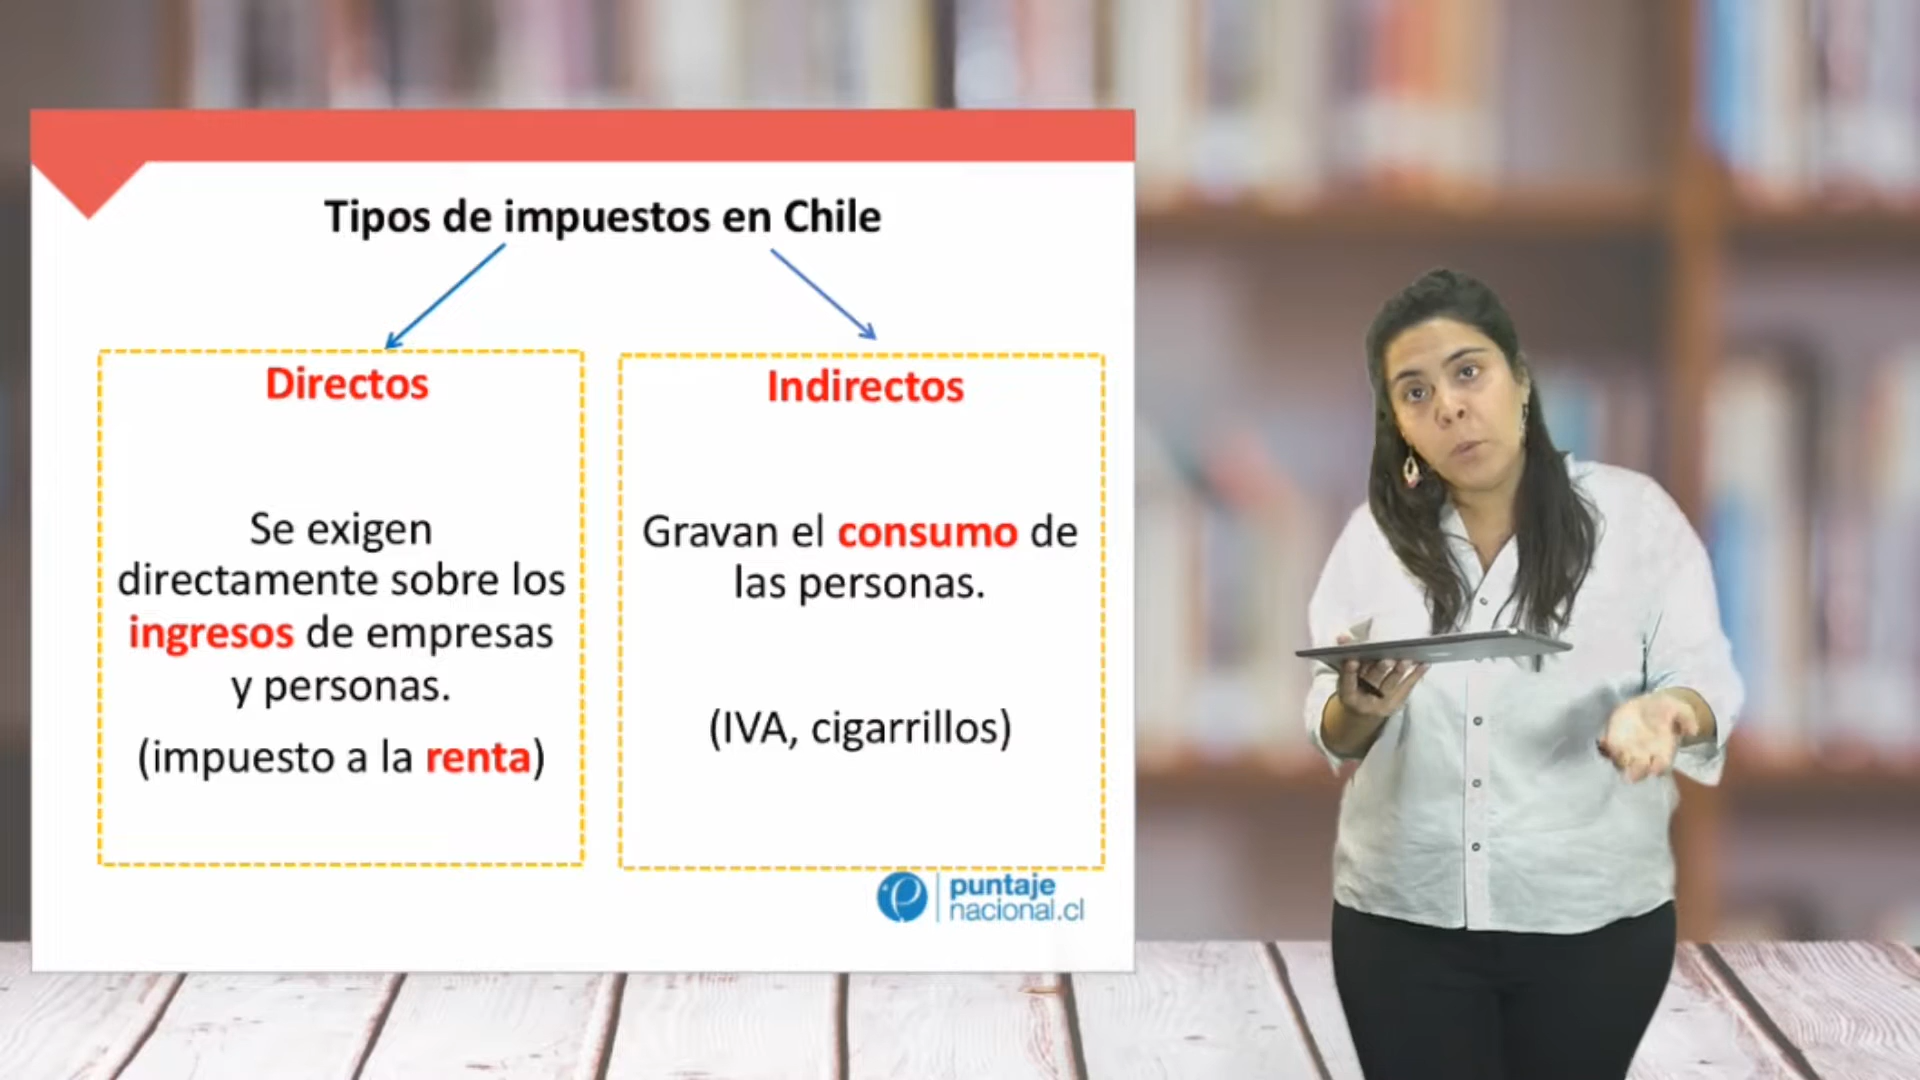 Tipos de impuestos en Chile
Directos
Se exigen
directamente sobre los
ingresos de empresas
y personas.
(impuesto a la renta)
Indirectos
Gravan el consumo de
las personas.
(IVA, cigarrillos)
puntaje
nacional.cl